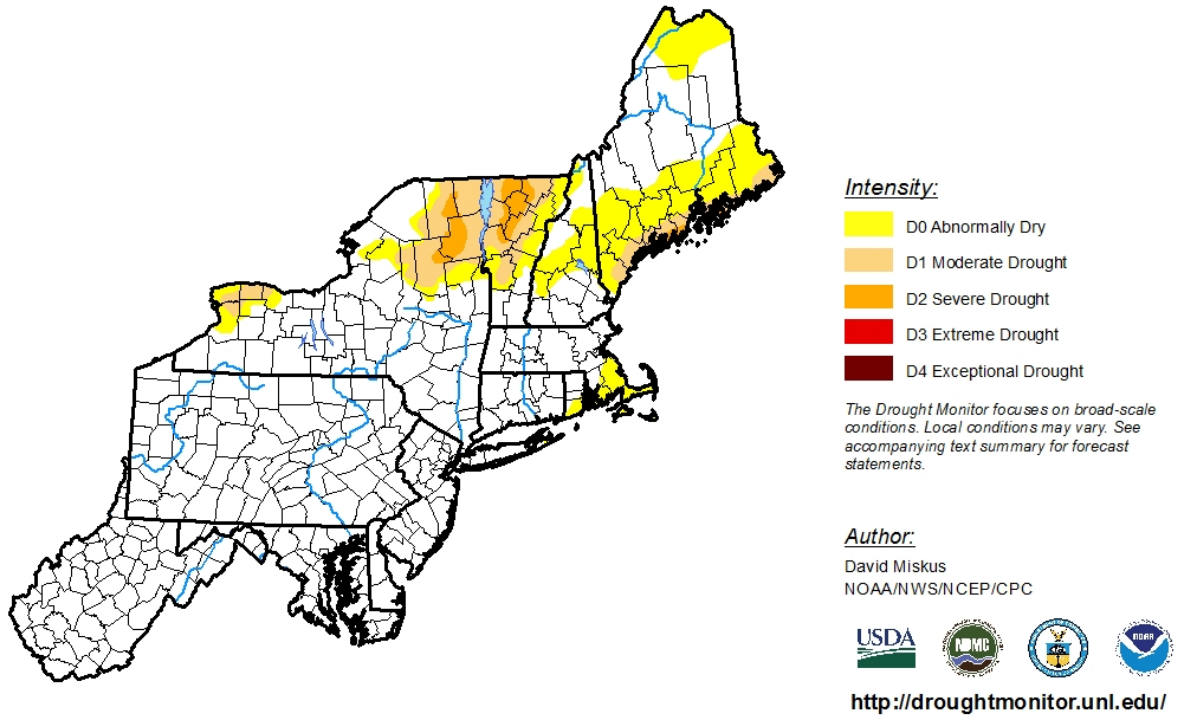 Intensity:
D0 Abnormally Dry
D1 Moderate Drought
D2 Severe Drought
D3 Extreme Drought
D4 Exceptional Drought
The Drought Monitor focuses on broad-scale
conditions. Local conditions may vary. See
accompanying text summary for forecast
statements.
Author:
David Miskus
NOAA/NWS/NCEP/CPC
USDA
NDMC
NOAA
http://droughtmonitor.unl.edu/